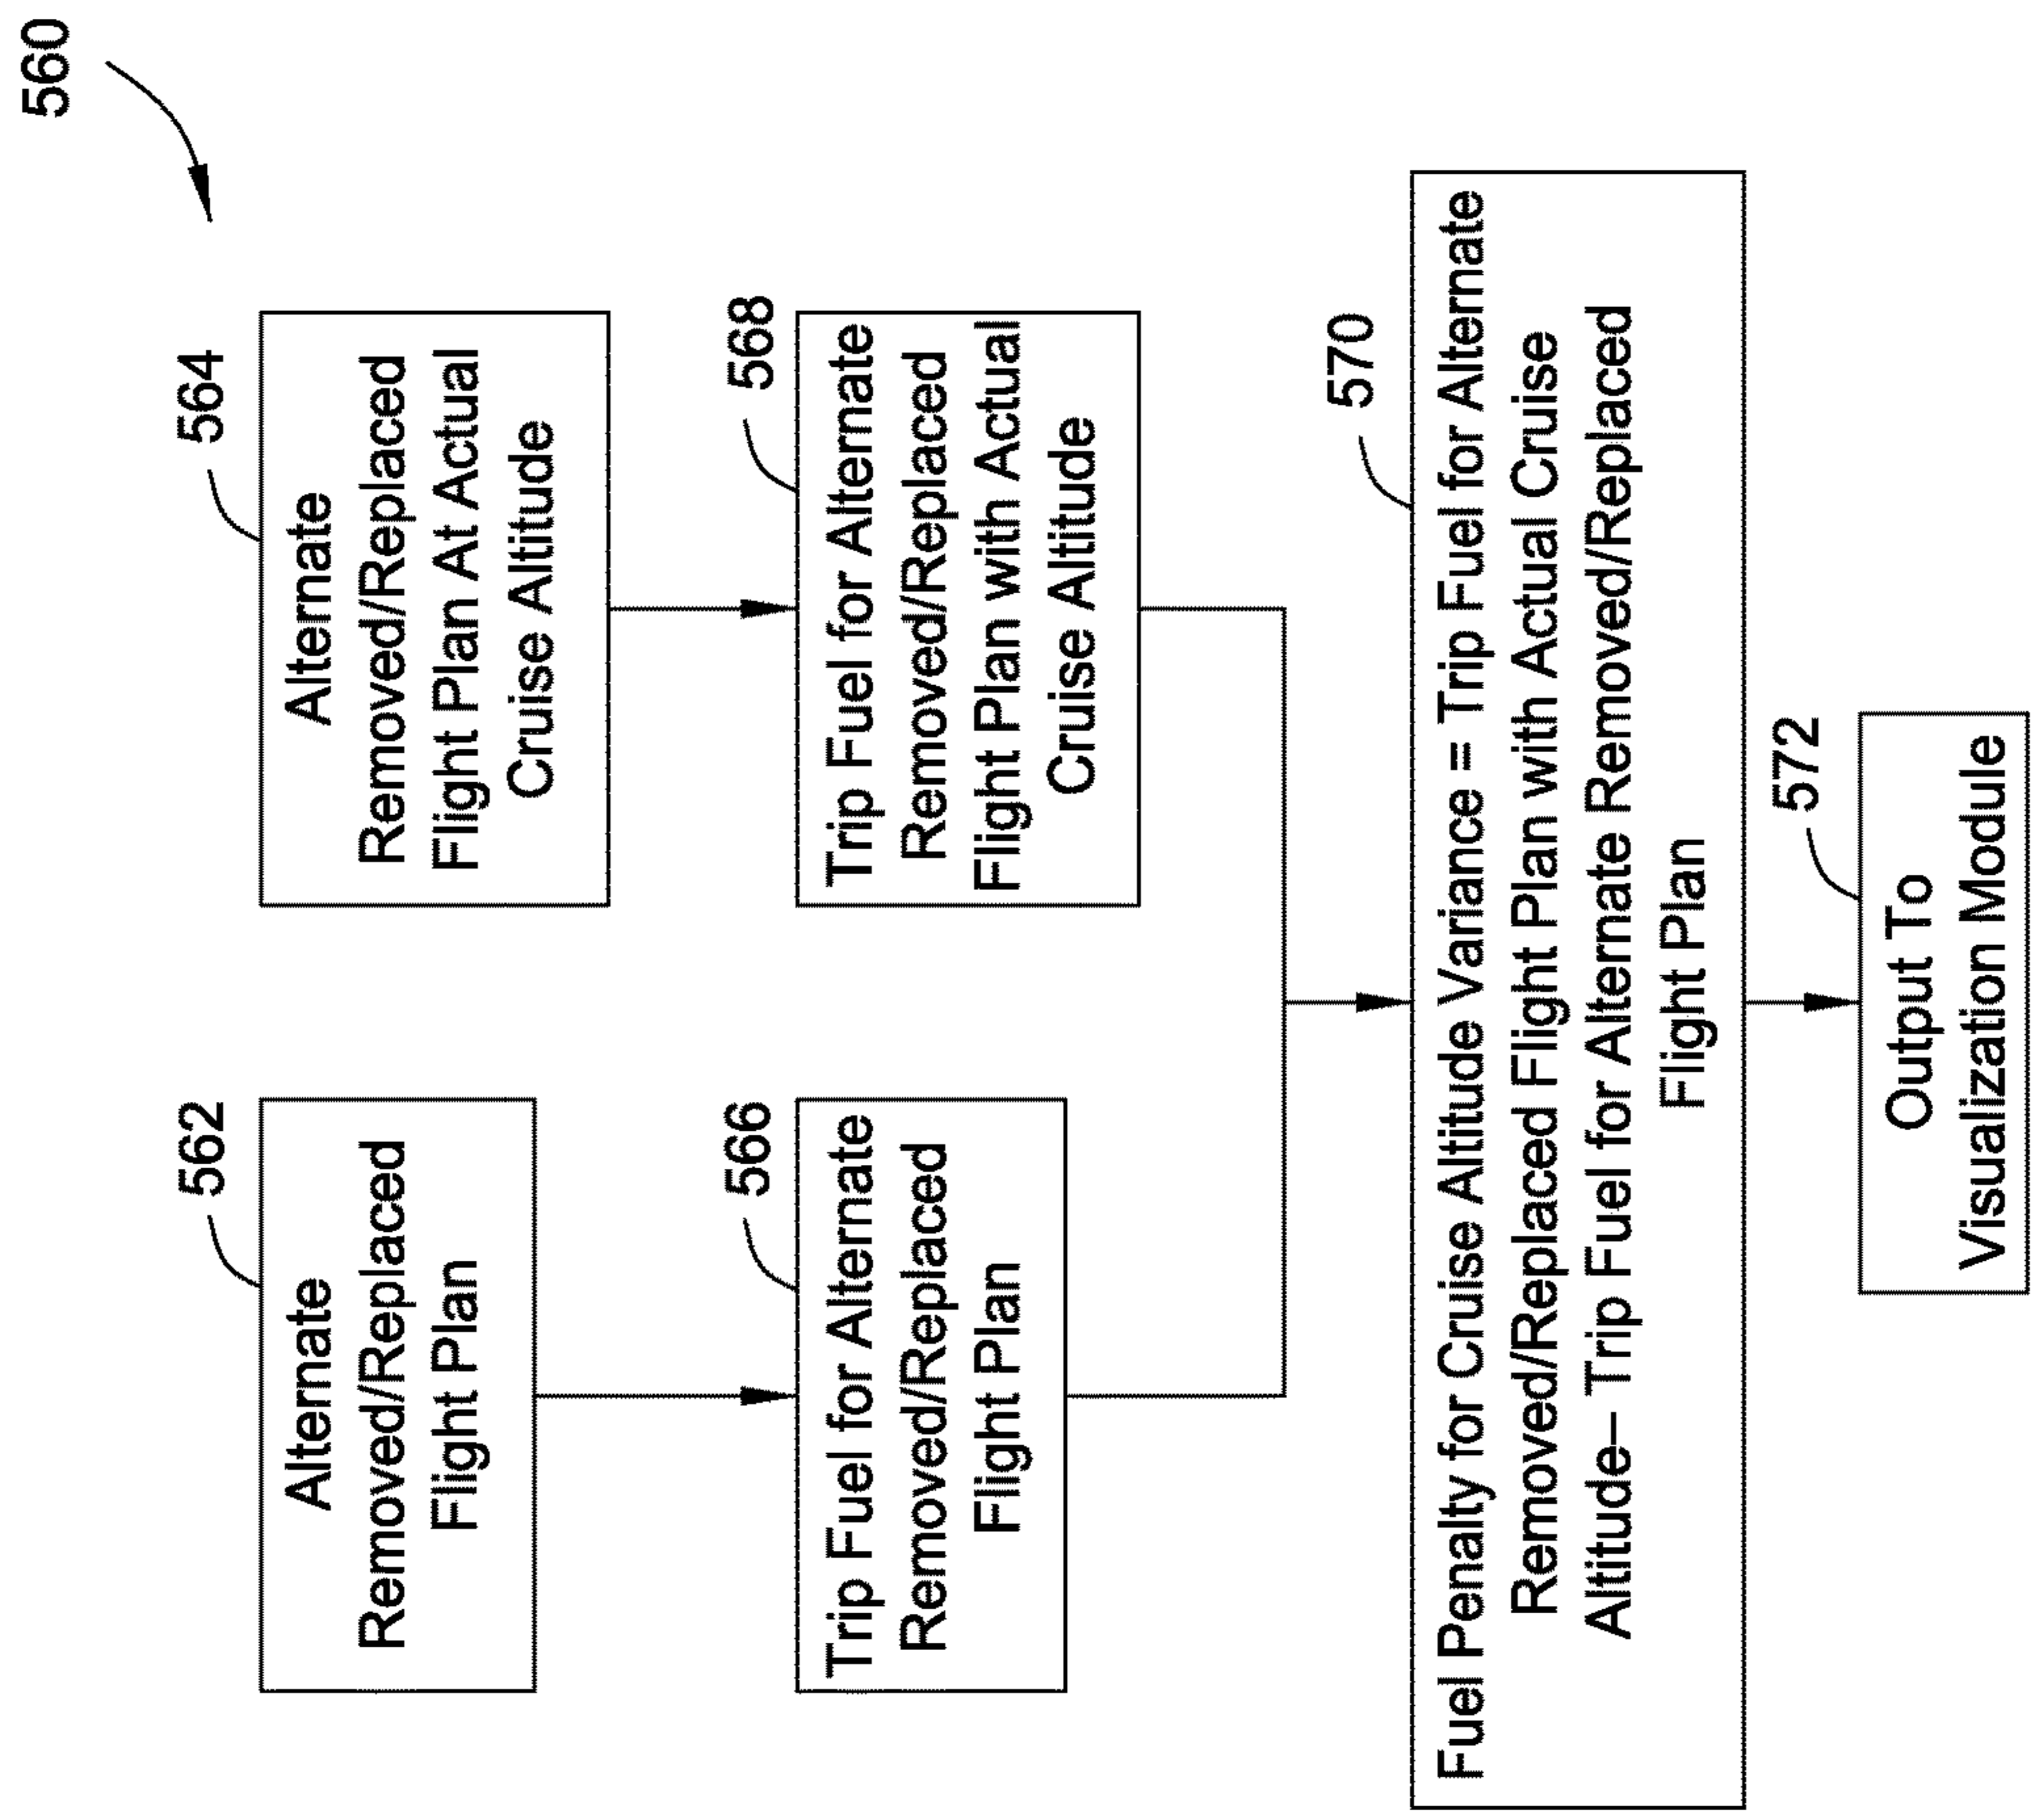 560
562
Alternate
Removed/Replaced
Flight Plan
564
Alternate
Removed/Replaced
Flight Plan At Actual
Cruise Altitude
566
Trip Fuel for Alternate
Removed/Replaced
Flight Plan
568
Trip Fuel for Alternate
Removed/Replaced
Flight Plan with Actual
Cruise Altitude
570
Fuel Penalty for Cruise Altitude Variance = Trip Fuel for Alternate
Removed/Replaced Flight Plan with Actual Cruise
Altitude– Trip Fuel for Alternate Removed/Replaced
Flight Plan
572
Output To
Visualization Module